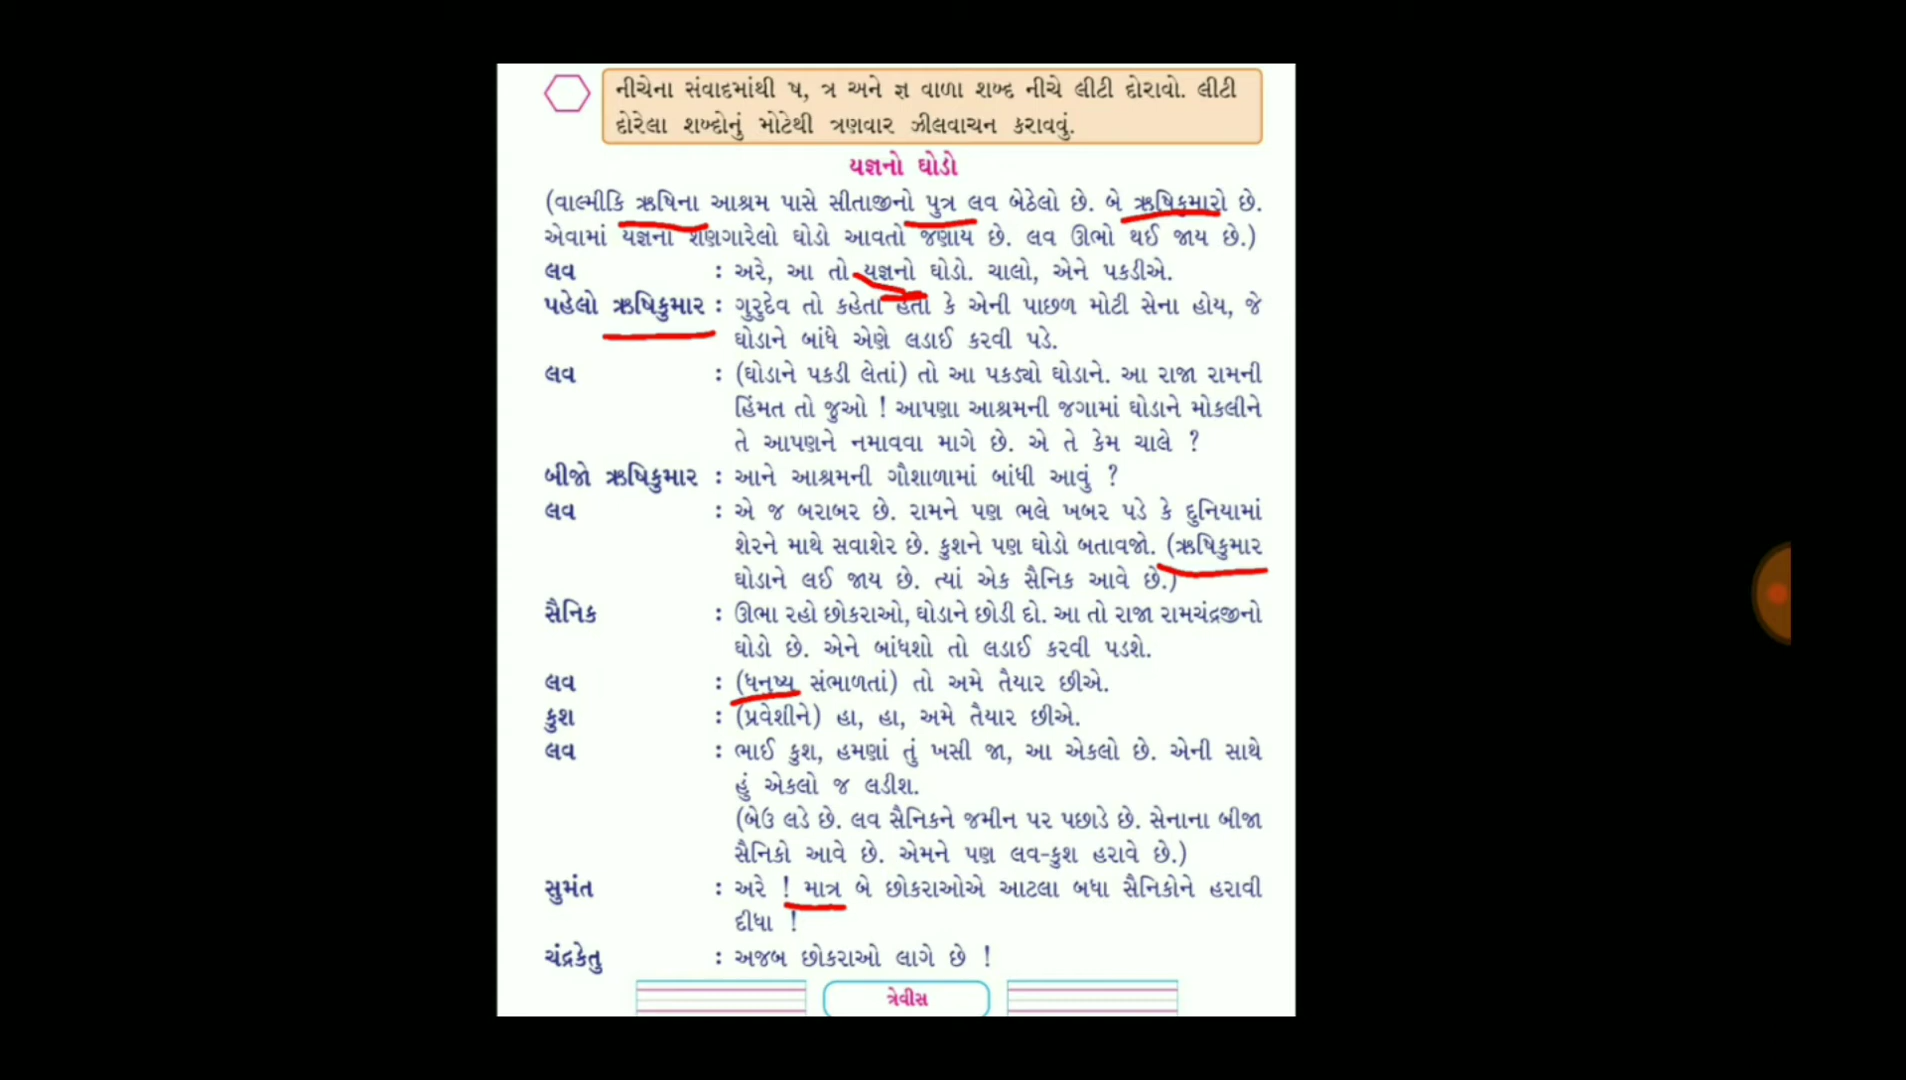 નીચેના સંવાદમાંથી ષ, ત્ર અને જ્ઞ વાળા શબ્દ નીચે લીટી દોરાવો. લીટી
દોરેલા શબ્દોનું મોટેથી ત્રણવાર ઝીલવાચન કરાવવું.
યજ્ઞનો ઘોડો
(વાલ્મીકિ ઋષિના આશ્રમ પાસે સીતાજીનો પુત્ર લવ બેઠેલો છે. બે ઋષિકુમારો છે.
એવામાં યજ્ઞના શણગારેલો ઘોડો આવતો જણાય છે. લવ ઊભો થઈ જાય છે.)
લવ : અરે, આ તો યજ્ઞનો ઘોડો. ચાલો, એને પકડીએ.
પહેલો ઋષિકુમાર : ગુરુદેવ તો કહેતા હતા કે એની પાછળ મોટી સેના હોય, જે
ઘોડાને બાંધે એણે લડાઈ કરવી પડે.
લવ : (ઘોડાને પકડી લેતાં) તો આ પકડ્યો ઘોડાને. આ રાજા રામની
હિંમત તો જુઓ ! આપણા આશ્રમની જગામાં ઘોડાને મોકલીને
તે આપણને નમાવવા માગે છે. એ તે કેમ ચાલે ?
બીજો ઋષિકુમાર : આને આશ્રમની ગૌશાળામાં બાંધી આવું ?
લવ : એ જ બરાબર છે. રામને પણ ભલે ખબર પડે કે દુનિયામાં
શેરને માથે સવાશેર છે. કુશને પણ ઘોડો બતાવજો. (ઋષિકુમાર
ઘોડાને લઈ જાય છે. ત્યાં એક સૈનિક આવે છે.)
સૈનિક : ઊભા રહો છોકરાઓ, ઘોડાને છોડી દો. આ તો રાજા રામચંદ્રજીનો
ઘોડો છે. એને બાંધશો તો લડાઈ કરવી પડશે.
લવ : (ધનુષ્ય સંભાળતાં) તો અમે તૈયાર છીએ.
કુશ : (પ્રવેશીને) હા, હા, અમે તૈયાર છીએ.
લવ : ભાઈ કુશ, હમણાં તું ખસી જા, આ એકલો છે. એની સાથે
હું એકલો જ લડીશ.
(બેઉ લડે છે. લવ સૈનિકને જમીન પર પછાડે છે. સેનાના બીજા
સૈનિકો આવે છે. એમને પણ લવ-કુશ હરાવે છે.)
સુમંત : અરે ! માત્ર બે છોકરાઓએ આટલા બધા સૈનિકોને હરાવી
દીધા !
ચંદ્રકેતુ : અજબ છોકરાઓ લાગે છે !
ત્રેવીસ